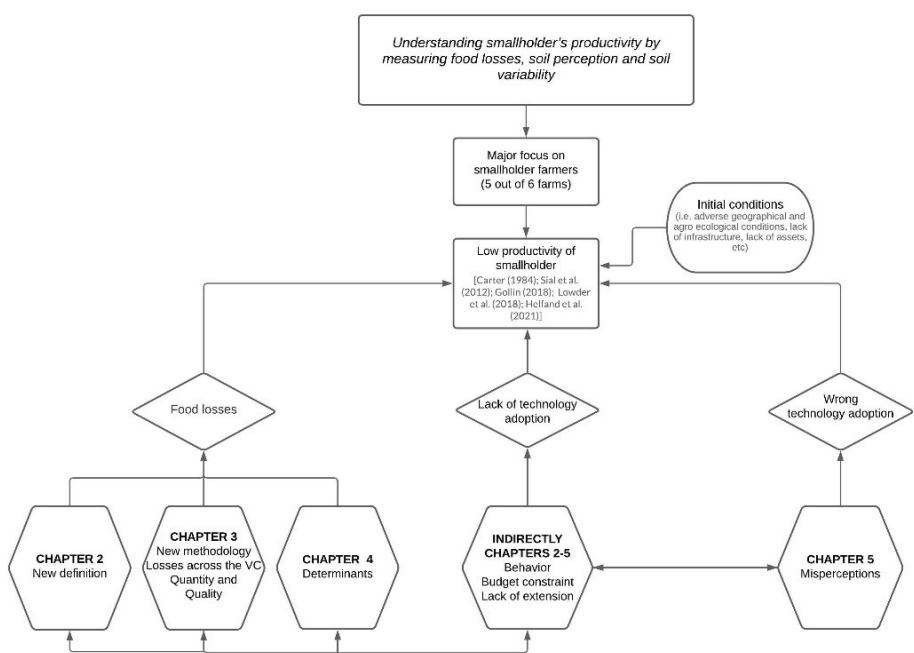 Understanding smallholder's productivity by
measuring food losses, soil perception and soil
variability
Major focus on
smallholder farmers
(5 out of 6 farms)
Initial conditions
(i.e. adverse geographical and
agro ecological conditions, lack
of infrastructure, lack of assets,
etc)
Low productivity of
smallholder
[Carter (1984); Sial et al.
(2012); Gollin (2018); Lowder
et al. (2018); Helfand et al.
(2021)]
Food losses
Lack of technology
adoption
Wrong
technology adoption
CHAPTER 2
New definition
CHAPTER 3
New methodology
Losses across the VC
Quantity and
Quality
CHAPTER 4
Determinants
INDIRECTLY
CHAPTERS 2-5
Behavior
Budget constraint
Lack of extension
CHAPTER 5
Misperceptions